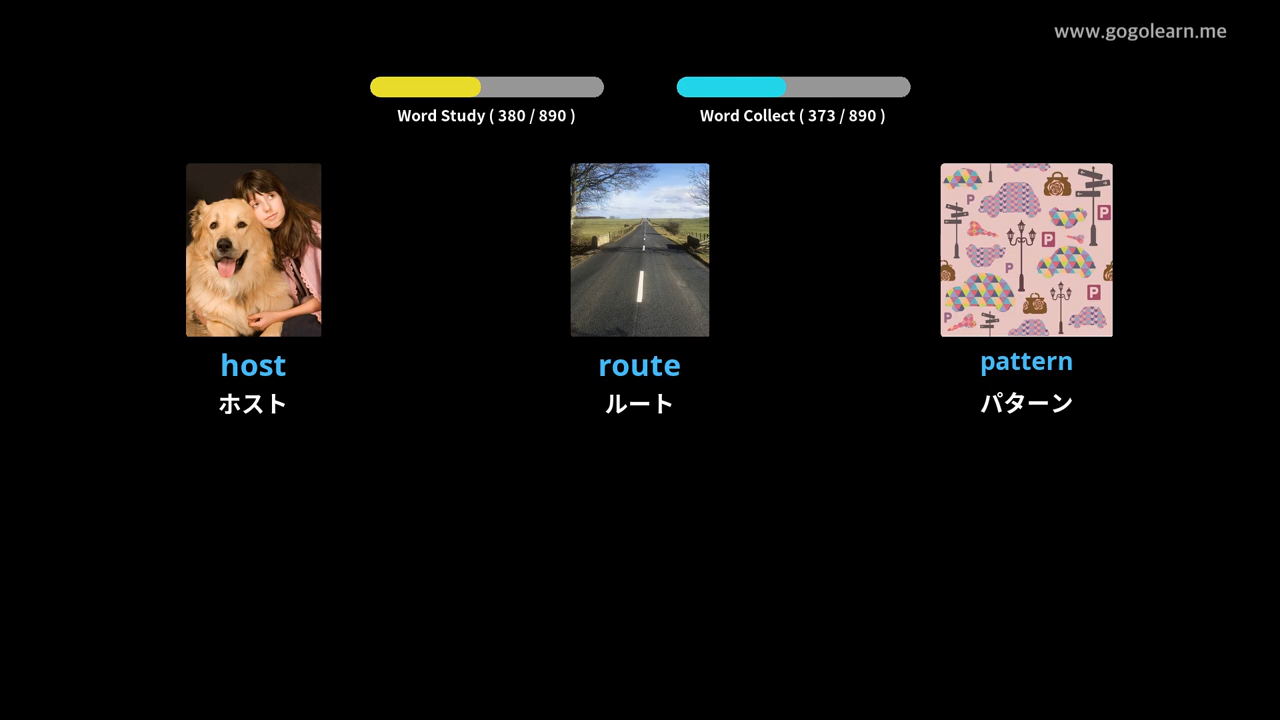 www.gogolearn.me
Word Study ( 380 / 890 )
Word Collect ( 373 / 890 )
P
P
P
P
P
P
host
route
pattern
ホスト
ルート
パターン